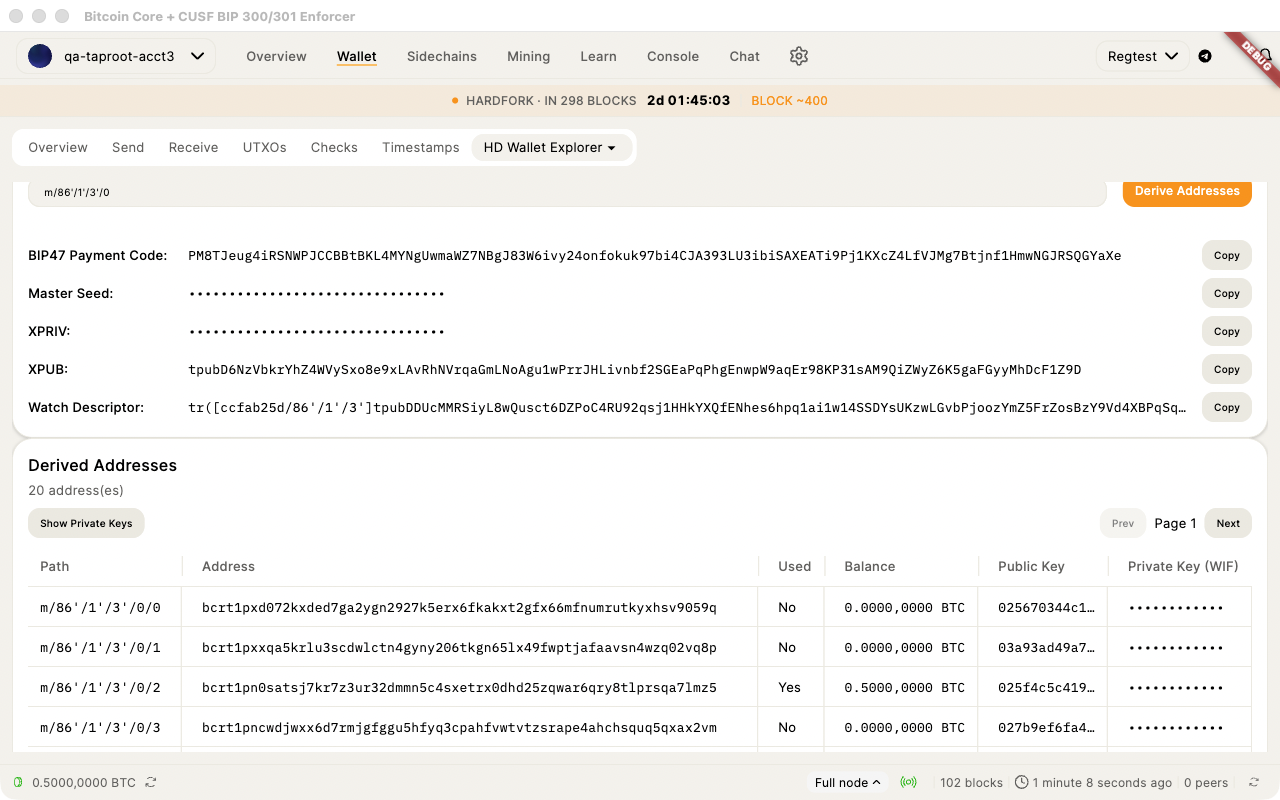 Bitcoin Core + CUSF BIP 300/301 Enforcer
qa-taproot-acct3 Overview Wallet Sidechains Mining Learn Console Chat Regtest DEBUG
HARDFORK · IN 298 BLOCKS 2d 01:45:03 BLOCK ~400
Overview Send Receive UTXOs Checks Timestamps HD Wallet Explorer
m/86'/1'/3'/0 Derive Addresses
BIP47 Payment Code: PM8TJeug4iRSNWPJCCBBtBKL4MYNgUwmaWZ7NBgJ83W6ivy24onfokuk97bi4CJA393LU3ibiSAXEATi9Pj1KXcZ4LfVJMg7Btjnf1HmwNGJRSQGYaXe Copy
Master Seed: •••••••••••••••••••••••••••••••• Copy
XPRIV: •••••••••••••••••••••••••••••••• Copy
XPUB: tpubD6NzVbkrYhZ4WVySxo8e9xLAvRhNVrqaGmLNoAgu1wPrrJHLivnbf2SGEaPqPhgEnwpW9aqEr98KP31sAM9QiZWyZ6K5gaFGyyMhDcF1Z9D Copy
Watch Descriptor: tr([ccfab25d/86'/1'/3']tpubDDUcMMRSiyL8wQusct6DZPoC4RU92qsj1HHkYXQfENhes6hpq1ai1w14SSDYsUKzwLGvbPjoozYmZ5FrZosBzY9Vd4XBPqSq… Copy
Derived Addresses
20 address(es)
Show Private Keys Prev Page 1 Next
Path Address Used Balance Public Key Private Key (WIF)
m/86'/1'/3'/0/0 bcrt1pxd072kxded7ga2ygn2927k5erx6fkakxt2gfx66mfnumrutkyxhsv9059q No 0.0000,0000 BTC 025670344c1… ••••••••••••
m/86'/1'/3'/0/1 bcrt1pxxqa5krlu3scdwlctn4gyny206tkgn65lx49fwptjafaavsn4wzq02vq8p No 0.0000,0000 BTC 03a93ad49a7… ••••••••••••
m/86'/1'/3'/0/2 bcrt1pn0satsj7kr7z3ur32dmmn5c4sxetrx0dhd25zqwar6qry8tlprsqa7lmz5 Yes 0.5000,0000 BTC 025f4c5c419… ••••••••••••
m/86'/1'/3'/0/3 bcrt1pncwdjwxx6d7rmjgfggu5hfyq3cpahfvwtvtzsrape4ahchsquq5qxax2vm No 0.0000,0000 BTC 027b9ef6fa4… ••••••••••••
0.5000,0000 BTC Full node 102 blocks 1 minute 8 seconds ago 0 peers